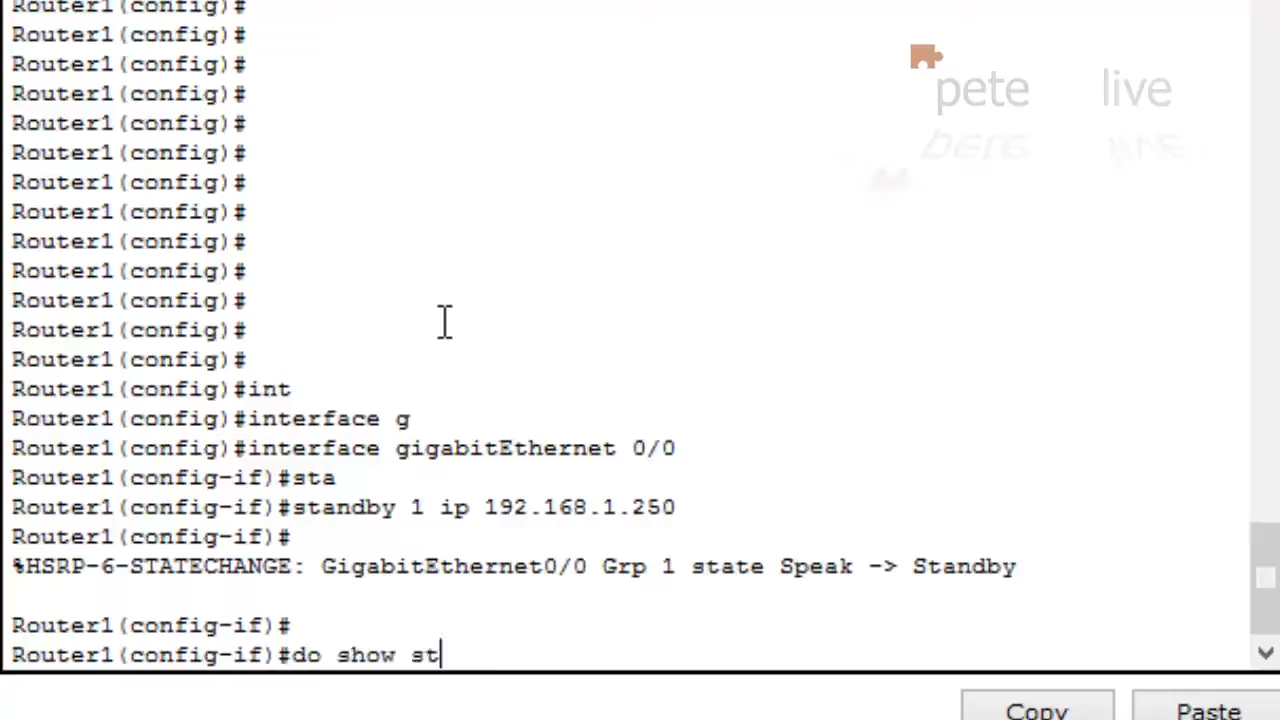 Router1(config)#
Router1(config)#
Router1(config)#
Router1(config)#
Router1(config)#
Router1(config)#
Router1(config)#
Router1(config)#
Router1(config)#
Router1(config)#
Router1(config)#
Router1(config)#
Router1(config)#
Router1(config)#int
Router1(config)#interface g
Router1(config)#interface gigabitEthernet 0/0
Router1(config-if)#sta
Router1(config-if)#standby 1 ip 192.168.1.250
Router1(config-if)#
%HSRP-6-STATECHANGE: GigabitEthernet0/0 Grp 1 state Speak -> Standby
Router1(config-if)#
Router1(config-if)#do show st
pete live
Copy Paste